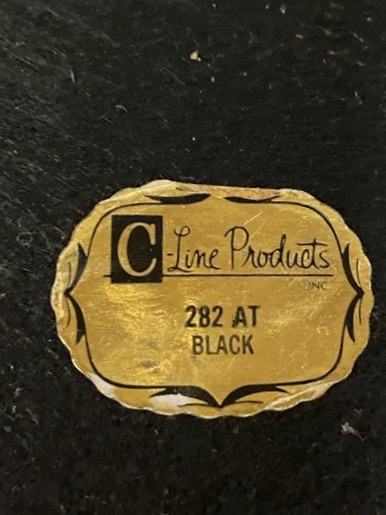 C-Line Products
INC
282 AT
BLACK